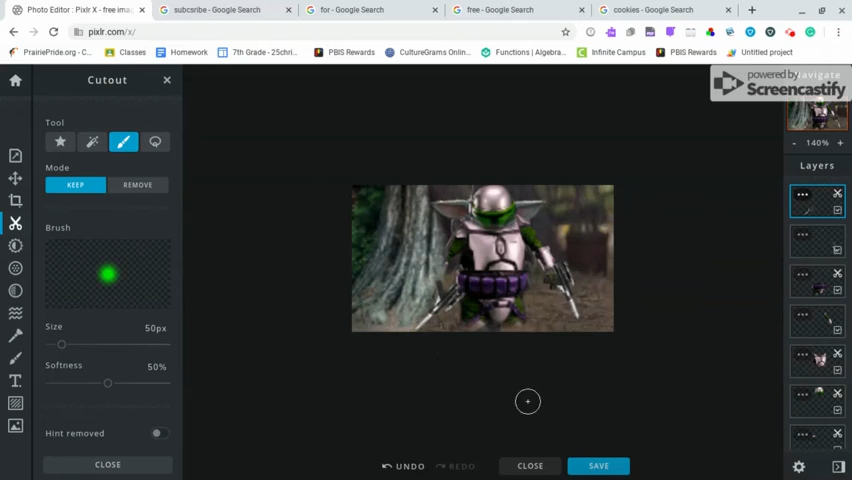 Photo Editor : Pixlr X - free imag
subcsribe - Google Search
for - Google Search
free - Google Search
cookies - Google Search
pixlr.com/x/
PrairiePride.org - C...
Classes
Homework
7th Grade -25chri...
PBIS Rewards
CultureGrams Onlin...
Functions | Algebra...
Infinite Campus
PBIS Rewards
Untitled project
Cutout
powered by
Screencastify
Navigate
Tool
140%
Mode
Layers
KEEP
REMOVE
Brush
Size
50px
Softness
50%
Hint removed
CLOSE
UNDO
REDO
CLOSE
SAVE